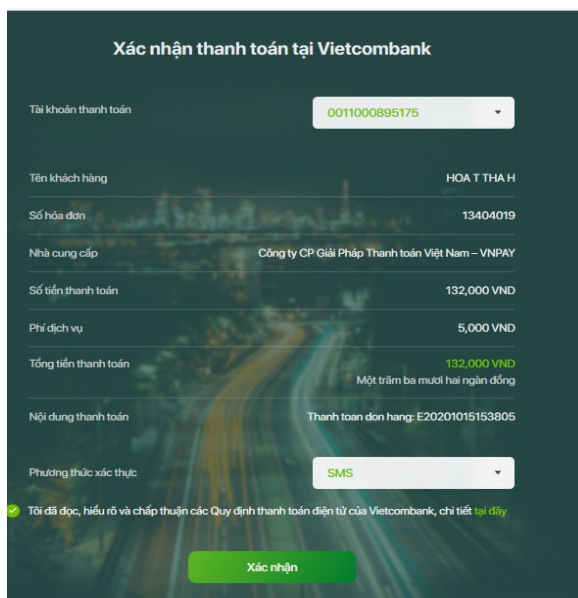 Xác nhận thanh toán tại Vietcombank
Tài khoản thanh toán 0011000895175
Tên khách hàng HOA T THA H
Số hóa đơn 13404019
Nhà cung cấp Công ty CP Giải Pháp Thanh toán Việt Nam – VNPAY
Số tiền thanh toán 132,000 VND
Phí dịch vụ 5,000 VND
Tổng tiền thanh toán 132,000 VND
Một trăm ba mươi hai ngàn đồng
Nội dung thanh toán Thanh toan don hang: E20201015153805
Phương thức xác thực SMS
Tôi đã đọc, hiểu rõ và chấp thuận các Quy định thanh toán điện tử của Vietcombank, chi tiết tại đây
Xác nhận